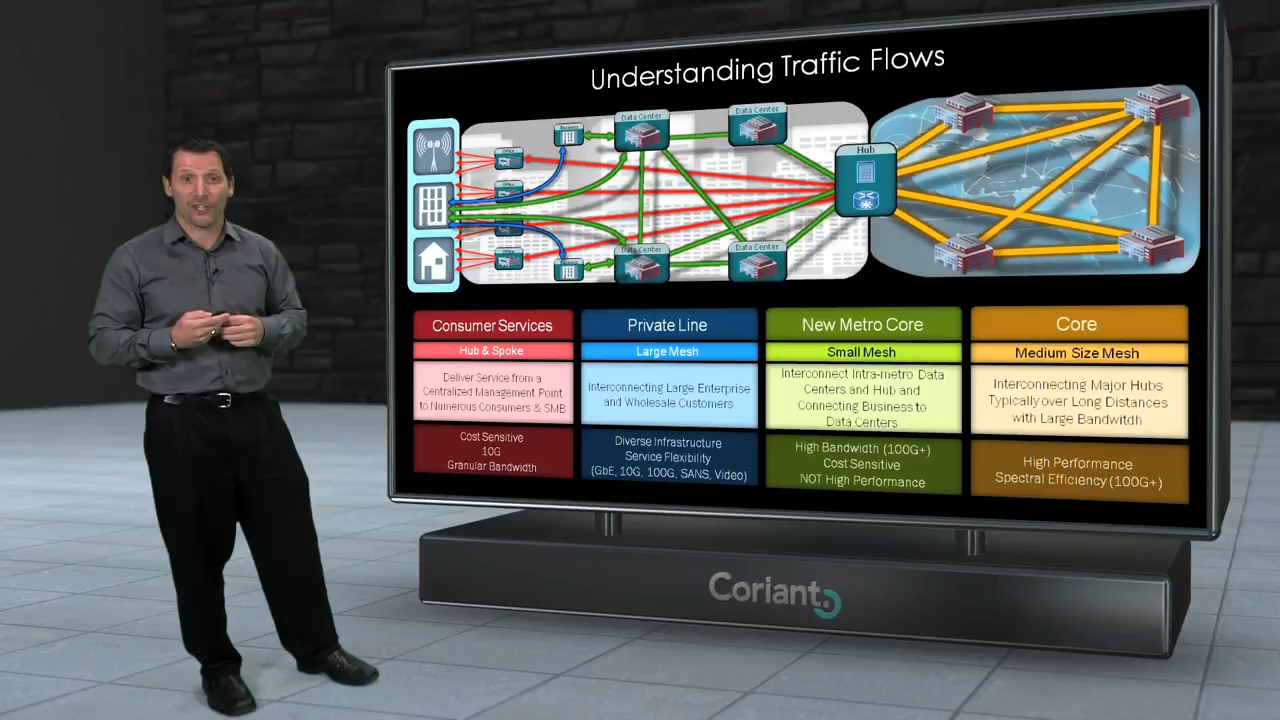 Understanding Traffic Flows
Data Center
Data Center
Hub
Data Center
Data Center
Consumer Services
Private Line
New Metro Core
Core
Hub & Spoke
Large Mesh
Small Mesh
Medium Size Mesh
Deliver Service from a
Centralized Management Point
to Numerous Consumers & SMB
Interconnecting Large Enterprise
and Wholesale Customers
Interconnect Intra-metro Data
Centers and Hub and
Connecting Business to
Data Centers
Interconnecting Major Hubs
Typically over Long Distances
with Large Bandwitdh
Cost Sensitive
10G
Granular Bandwidth
Diverse Infrastructure
Service Flexibility
(GbE, 10G, 100G, SANS, Video)
High Bandwidth (100G+)
Cost Sensitive
NOT High Performance
High Performance
Spectral Efficiency (100G+)
Coriant